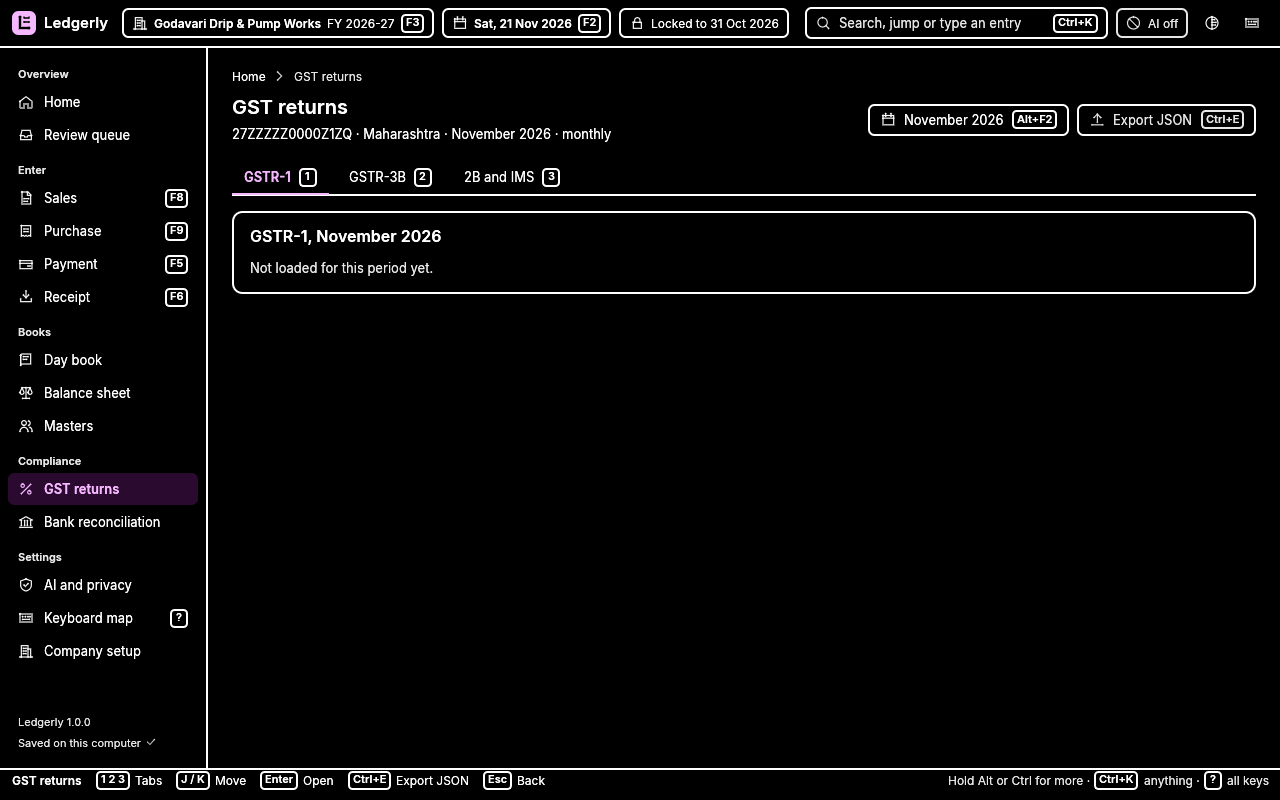 Ledgerly
Godavari Drip & Pump Works FY 2026-27 F3
Sat, 21 Nov 2026 F2
Locked to 31 Oct 2026
Search, jump or type an entry Ctrl+K
AI off
Overview
Home
Review queue
Enter
Sales F8
Purchase F9
Payment F5
Receipt F6
Books
Day book
Balance sheet
Masters
Compliance
GST returns
Bank reconciliation
Settings
AI and privacy
Keyboard map ?
Company setup
Ledgerly 1.0.0
Saved on this computer
Home > GST returns
GST returns
27ZZZZZ0000Z1ZQ · Maharashtra · November 2026 · monthly
November 2026 Alt+F2
Export JSON Ctrl+E
GSTR-1 1 GSTR-3B 2 2B and IMS 3
GSTR-1, November 2026
Not loaded for this period yet.
GST returns 1 2 3 Tabs J / K Move Enter Open Ctrl+E Export JSON Esc Back
Hold Alt or Ctrl for more · Ctrl+K anything · ? all keys